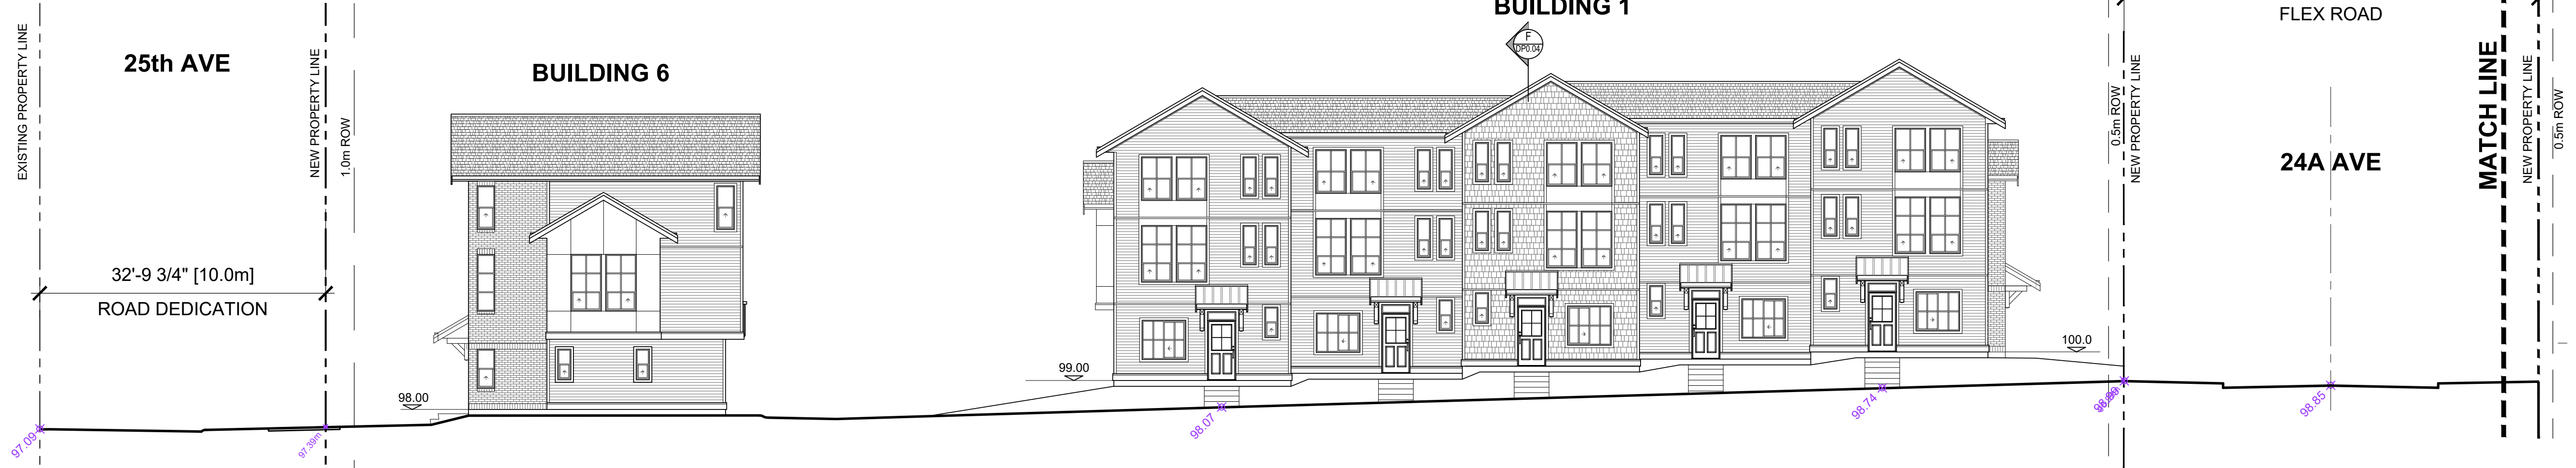 BUILDING 1
FLEX ROAD
EXISTING PROPERTY LINE
25th AVE
NEW PROPERTY LINE
1.0m ROW
BUILDING 6
F
DP0.04
0.5m ROW
NEW PROPERTY LINE
24A AVE
MATCH LINE
NEW PROPERTY LINE
0.5m ROW
32'-9 3/4" [10.0m]
ROAD DEDICATION
98.00
99.00
100.0
97.09
97.39m
98.07
98.74
98.85